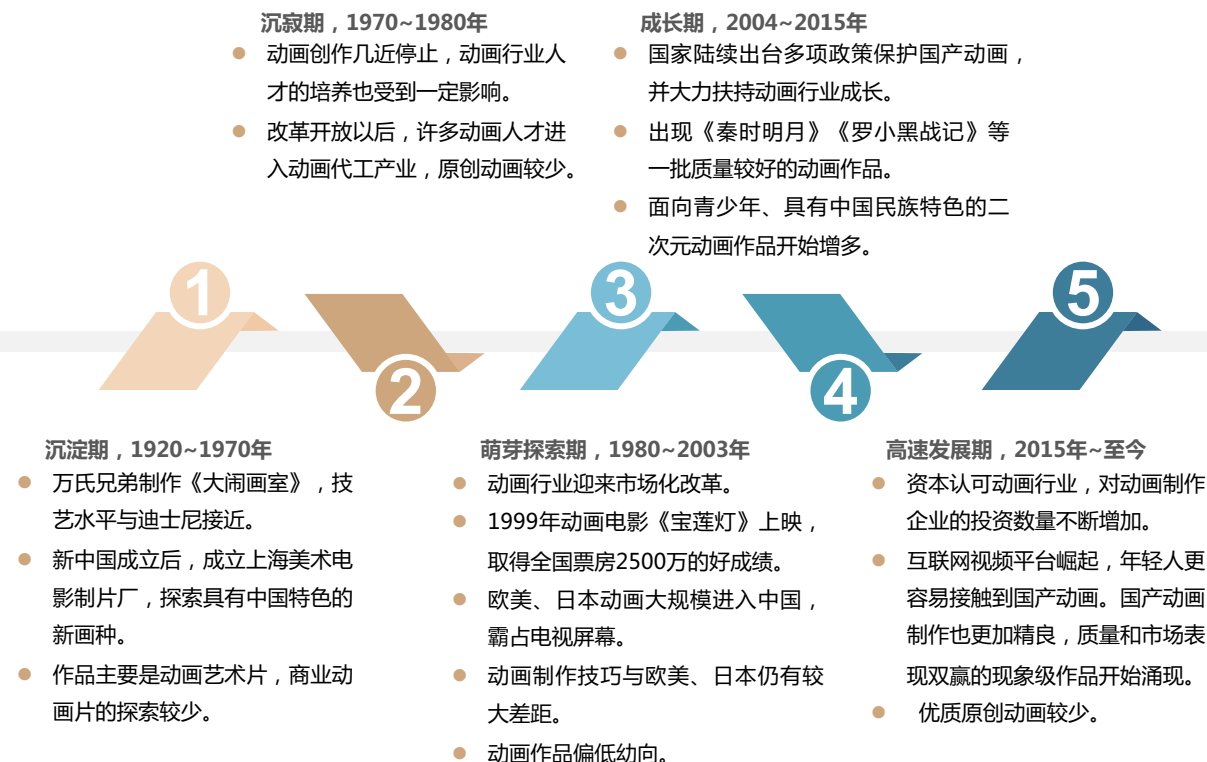 沉寂期，1970~1980年
动画创作几近停止，动画行业人
才的培养也受到一定影响。
改革开放以后，许多动画人才进
入动画代工产业，原创动画较少。
成长期，2004~2015年
国家陆续出台多项政策保护国产动画，
并大力扶持动画行业成长。
出现《秦时明月》《罗小黑战记》等
一批质量较好的动画作品。
面向青少年、具有中国民族特色的二
次元动画作品开始增多。
1
2
3
4
5
沉淀期，1920~1970年
万氏兄弟制作《大闹画室》，技
艺水平与迪士尼接近。
新中国成立后，成立上海美术电
影制片厂，探索具有中国特色的
新画种。
作品主要是动画艺术片，商业动
画片的探索较少。
萌芽探索期，1980~2003年
动画行业迎来市场化改革。
1999年动画电影《宝莲灯》上映，
取得全国票房2500万的好成绩。
欧美、日本动画大规模进入中国，
霸占电视屏幕。
动画制作技巧与欧美、日本仍有较
大差距。
动画作品偏低幼向。
高速发展期，2015年~至今
资本认可动画行业，对动画制作
企业的投资数量不断增加。
互联网视频平台崛起，年轻人更
容易接触到国产动画。国产动画
制作也更加精良，质量和市场表
现双赢的现象级作品开始涌现。
优质原创动画较少。